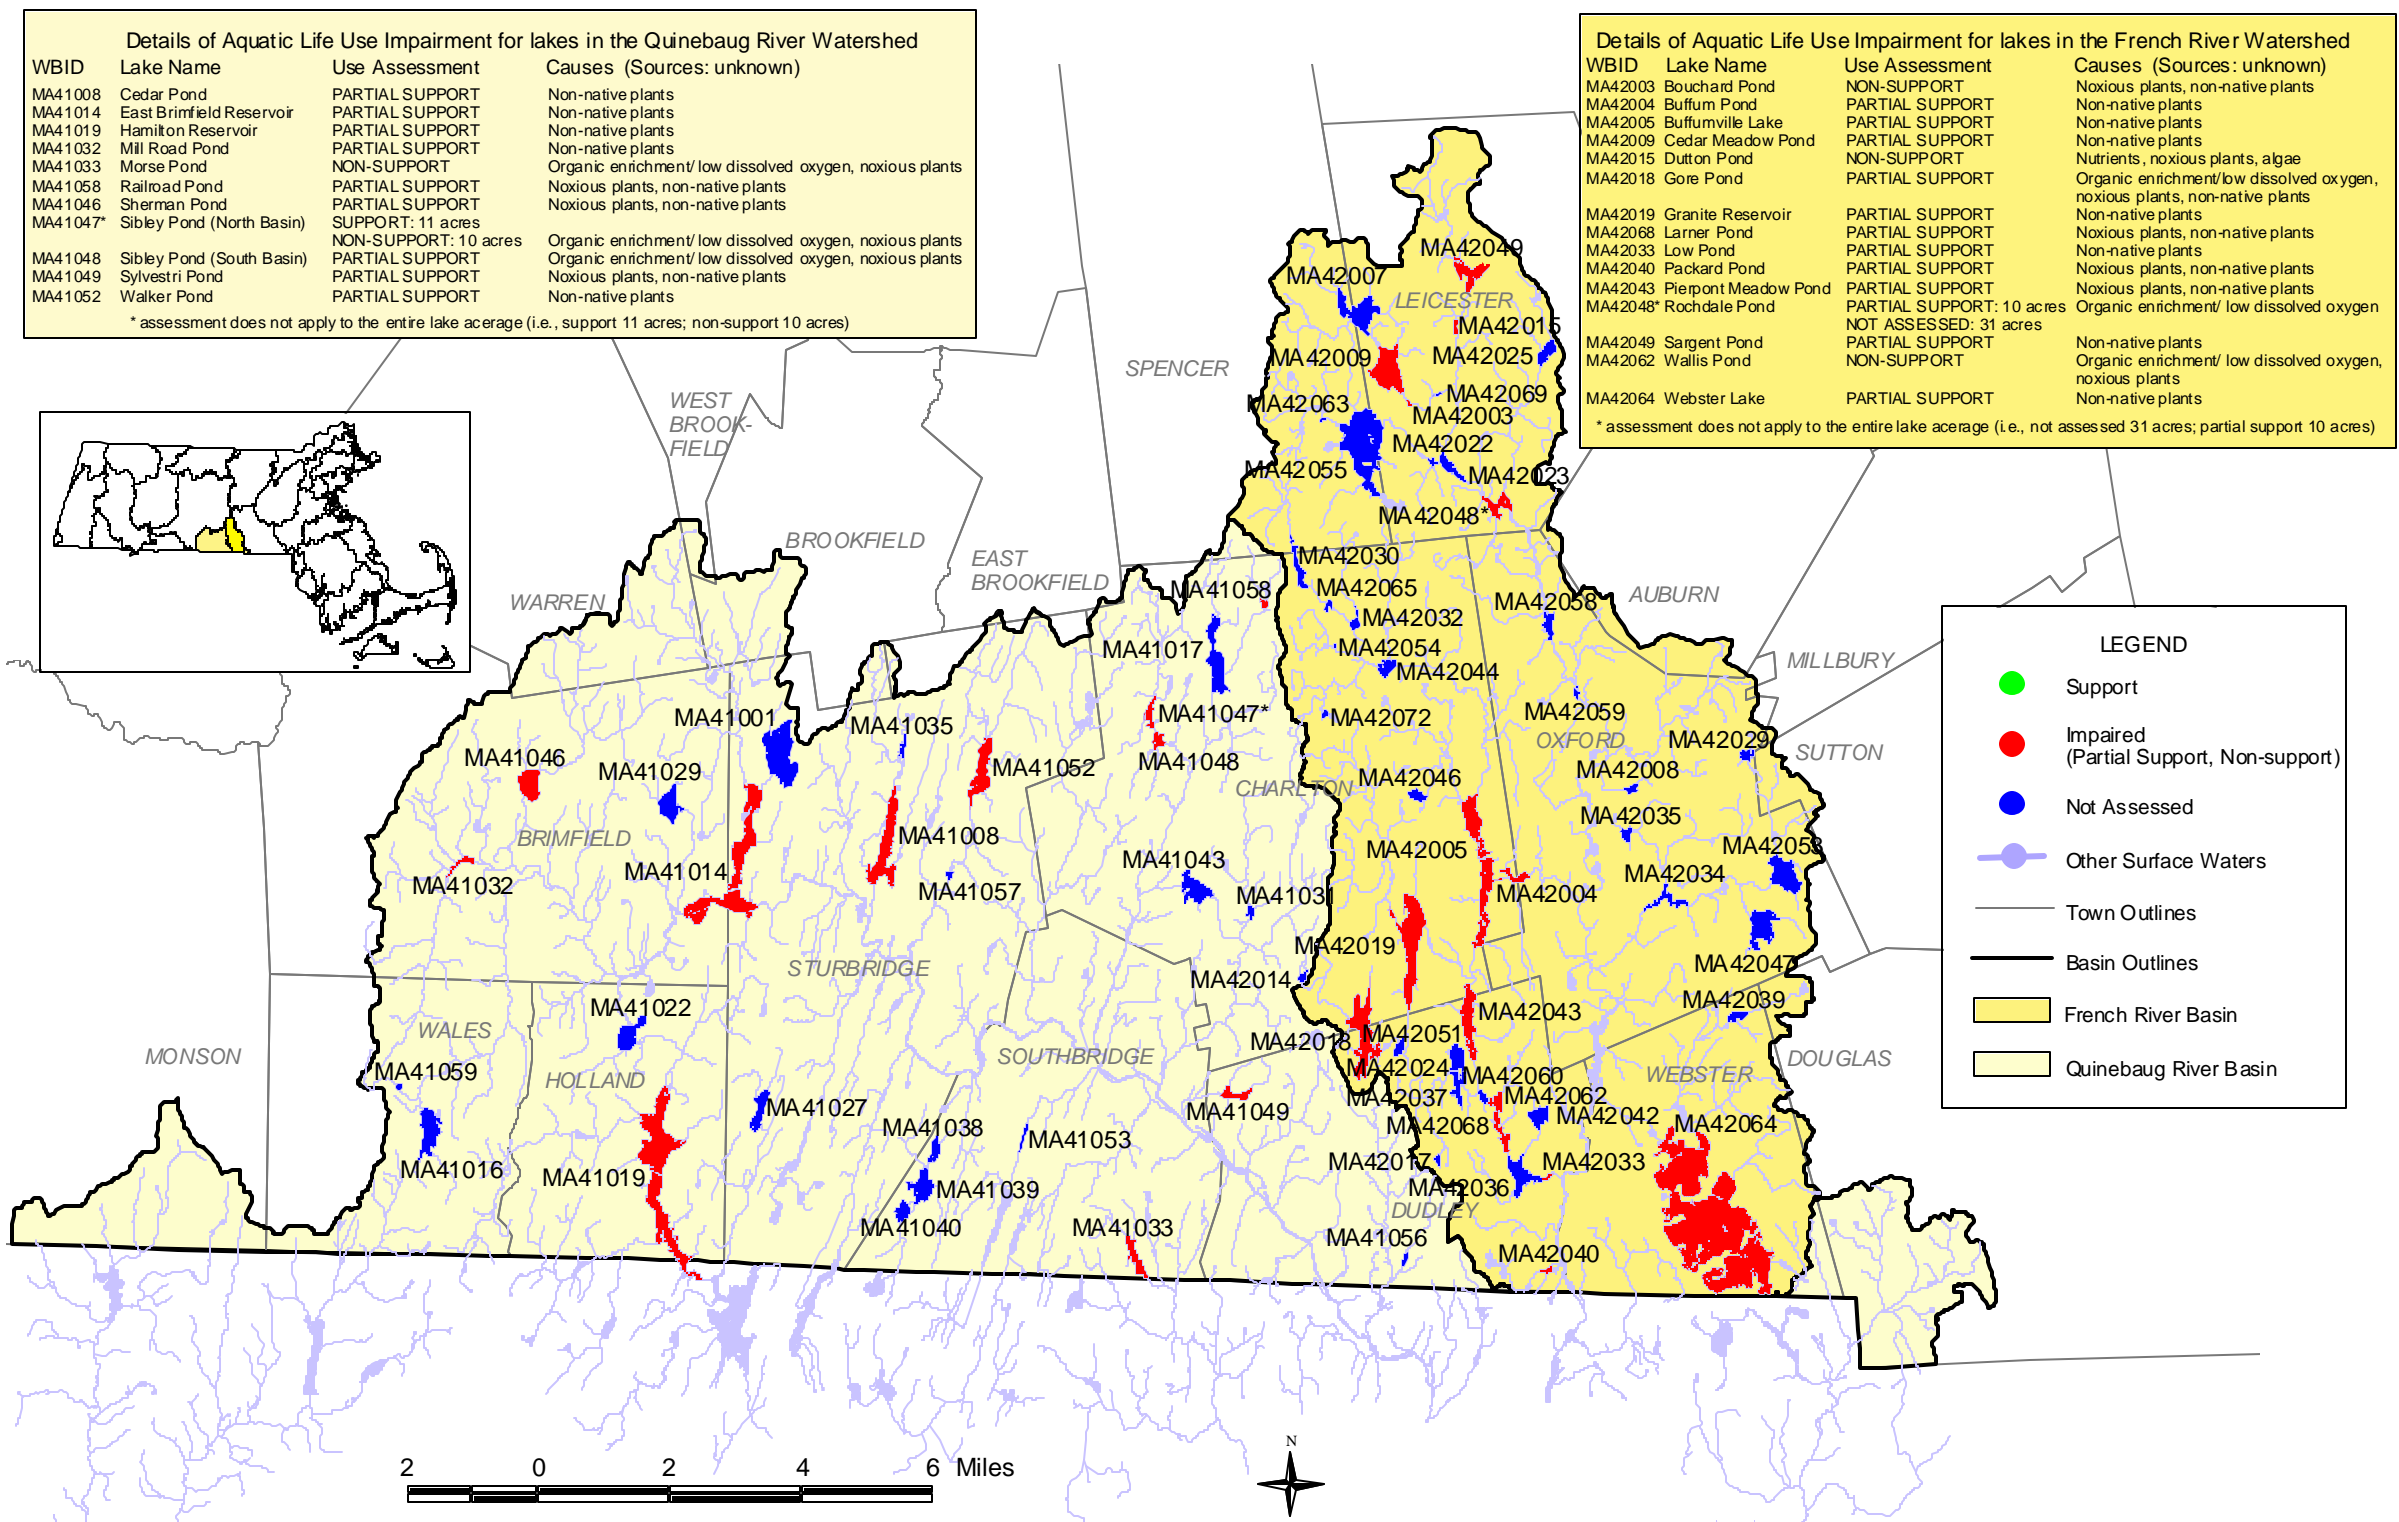 Details of Aquatic Life Use Impairment for lakes in the Quinebaug River Watershed
WBID Lake Name Use Assessment Causes (Sources: unknown)
MA41008 Cedar Pond PARTIAL SUPPORT Non-native plants
MA41014 East Brimfield Reservoir PARTIAL SUPPORT Non-native plants
MA41019 Hamilton Reservoir PARTIAL SUPPORT Non-native plants
MA41032 Mill Road Pond PARTIAL SUPPORT Non-native plants
MA41033 Morse Pond NON-SUPPORT Organic enrichment/ low dissolved oxygen, noxious plants
MA41058 Railroad Pond PARTIAL SUPPORT Noxious plants, non-native plants
MA41046 Sherman Pond PARTIAL SUPPORT Noxious plants, non-native plants
MA41047* Sibley Pond (North Basin) SUPPORT: 11 acres
NON-SUPPORT: 10 acres Organic enrichment/ low dissolved oxygen, noxious plants
MA41048 Sibley Pond (South Basin) PARTIAL SUPPORT Organic enrichment/ low dissolved oxygen, noxious plants
MA41049 Sylvestri Pond PARTIAL SUPPORT Noxious plants, non-native plants
MA41052 Walker Pond PARTIAL SUPPORT Non-native plants
* assessment does not apply to the entire lake acerage (i.e., support 11 acres; non-support 10 acres)
Details of Aquatic Life Use Impairment for lakes in the French River Watershed
WBID Lake Name Use Assessment Causes (Sources: unknown)
MA42003 Bouchard Pond NON-SUPPORT Noxious plants, non-native plants
MA42004 Buffum Pond PARTIAL SUPPORT Non-native plants
MA42005 Buffumville Lake PARTIAL SUPPORT Non-native plants
MA42009 Cedar Meadow Pond PARTIAL SUPPORT Non-native plants
MA42015 Dutton Pond NON-SUPPORT Nutrients, noxious plants, algae
MA42018 Gore Pond PARTIAL SUPPORT Organic enrichment/low dissolved oxygen,
noxious plants, non-native plants
MA42019 Granite Reservoir PARTIAL SUPPORT Non-native plants
MA42068 Larner Pond PARTIAL SUPPORT Noxious plants, non-native plants
MA42033 Low Pond PARTIAL SUPPORT Non-native plants
MA42040 Packard Pond PARTIAL SUPPORT Noxious plants, non-native plants
MA42043 Pierpont Meadow Pond PARTIAL SUPPORT Noxious plants, non-native plants
MA42048* Rochdale Pond PARTIAL SUPPORT: 10 acres Organic enrichment/ low dissolved oxygen
NOT ASSESSED: 31 acres
MA42049 Sargent Pond PARTIAL SUPPORT Non-native plants
MA42062 Wallis Pond NON-SUPPORT Organic enrichment/ low dissolved oxygen,
noxious plants
MA42064 Webster Lake PARTIAL SUPPORT Non-native plants
* assessment does not apply to the entire lake acerage (i.e., not assessed 31 acres; partial support 10 acres)
MA42049
MA42007
LEICESTER
MA42015
MA42009
MA42025
SPENCER
MA42069
WEST
BROOK-
FIELD
MA42063
MA42003
MA42022
MA42055
MA42023
MA42048*
BROOKFIELD
EAST
BROOKFIELD
MA42030
WARREN
MA41058
MA42065
MA42058
AUBURN
MA42032
MA41017
MA42054
MA42044
MILLBURY
MA41001
MA41035
MA41047*
MA42072
MA42059
OXFORD
MA42029
SUTTON
MA41046
MA41029
MA41052
MA41048
MA42046
MA42008
CHARLTON
MA42035
BRIMFIELD
MA41008
MA42005
MA42053
MA41014
MA41043
MA42034
MA41032
MA41057
MA41031
MA42004
MA42019
STURBRIDGE
MA42014
MA42047
MA41022
MA42043
MA42039
WALES
MA42018
MA42051
MONSON
SOUTHBRIDGE
DOUGLAS
MA41059
HOLLAND
MA42024
MA42060
WEBSTER
MA42037
MA42062
MA41027
MA41049
MA42042
MA42064
MA41038
MA41053
MA42068
MA41016
MA41019
MA42017
MA42033
MA41039
MA42036
DUDLEY
MA41040
MA41033
MA41056
MA42040
LEGEND
Support
Impaired
(Partial Support, Non-support)
Not Assessed
Other Surface Waters
Town Outlines
Basin Outlines
French River Basin
Quinebaug River Basin
2 0 2 4 6 Miles
N